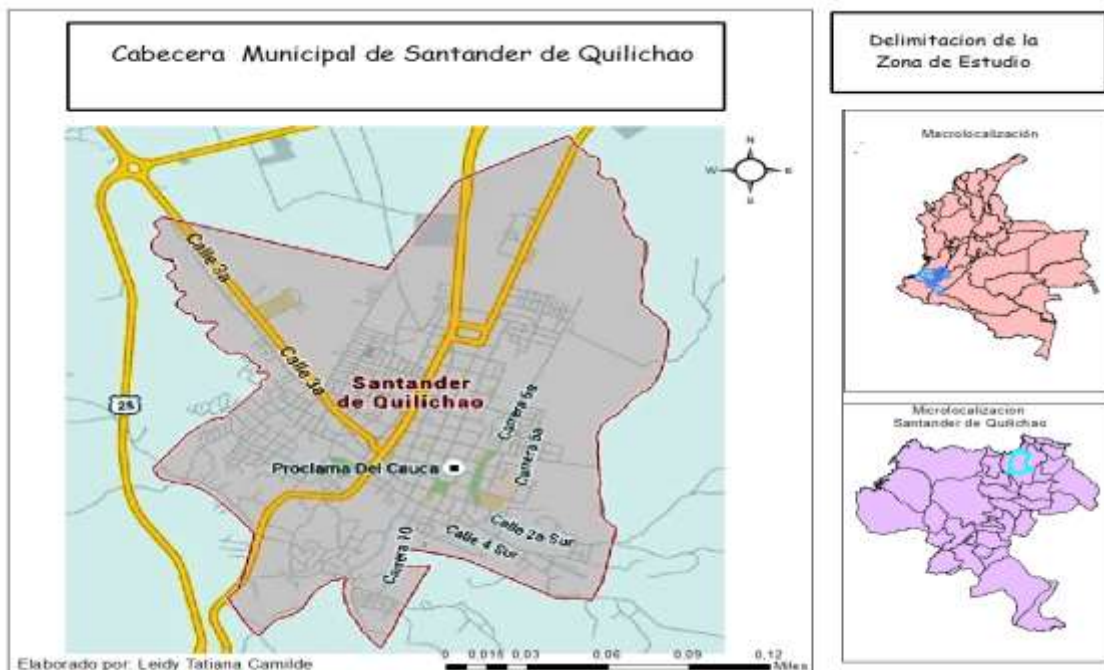 Cabecera Municipal de Santander de Quilichao
Delimitacion de la
Zona de Estudio
Macrolocalización
N
W
E
S
Calle 3a
Calle 3a
25
Santander
de Quilichao
Carrera 5a
Proclama Del Cauca
Calle 2a Sur
Calle 4 Sur
Carrera 10
Microlocalizacion
Santander de Quilichao
Elaborado por: Leidy Tatiana Camilde
0 0,015 0,03 0,06 0,09 0,12
Miles